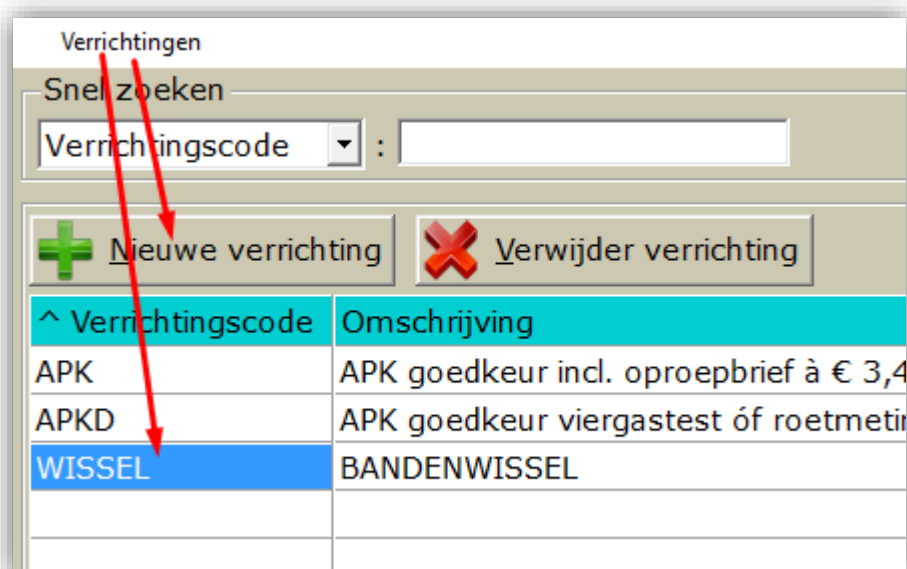 Verrichtingen
Snel zoeken
Verrichtingscode :
Nieuwe verrichting Verwijder verrichting
^ Verrichtingscode Omschrijving
APK APK goedkeur incl. oproepbrief à € 3,4
APKD APK goedkeur viergastest óf roetmetin
WISSEL BANDENWISSEL